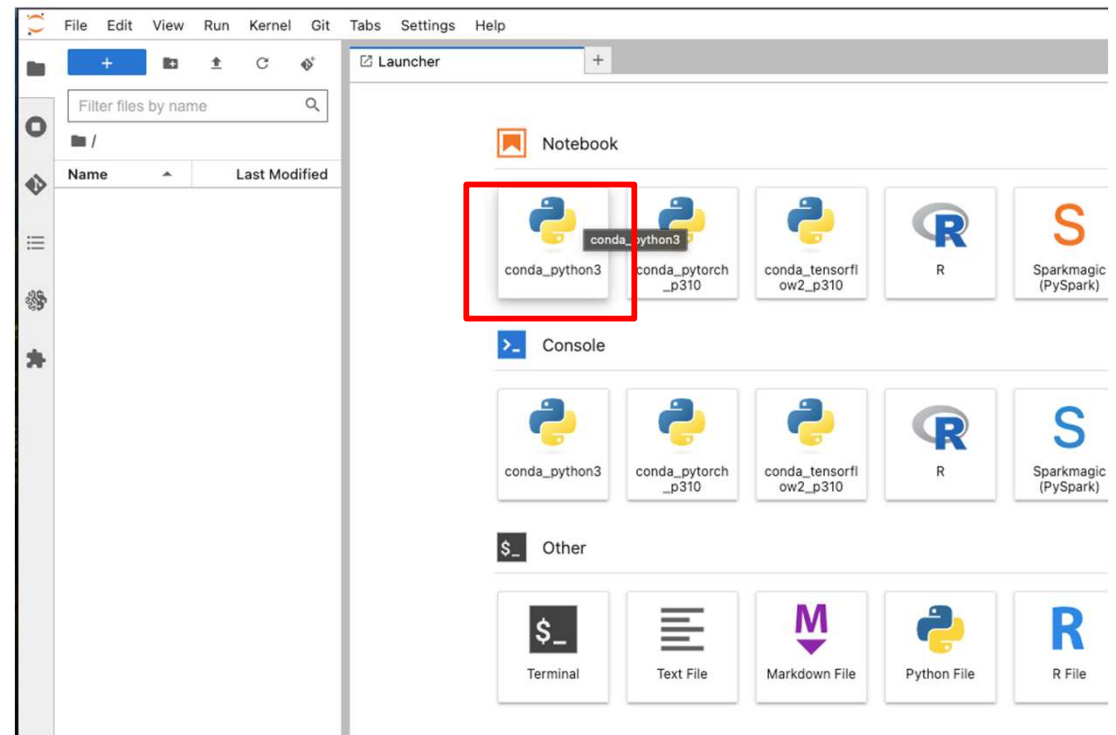 File Edit View Run Kernel Git Tabs Settings Help
+
Launcher
+
Filter files by name
/
Name
Last Modified
Notebook
conda_python3
conda_python3
conda_pytorch
_p310
conda_tensorfl
ow2_p310
R
R
S
Sparkmagic
(PySpark)
>_ Console
conda_python3
conda_pytorch
_p310
conda_tensorfl
ow2_p310
R
R
S
Sparkmagic
(PySpark)
$_ Other
$_
Terminal
Text File
M
Markdown File
Python File
R
R File